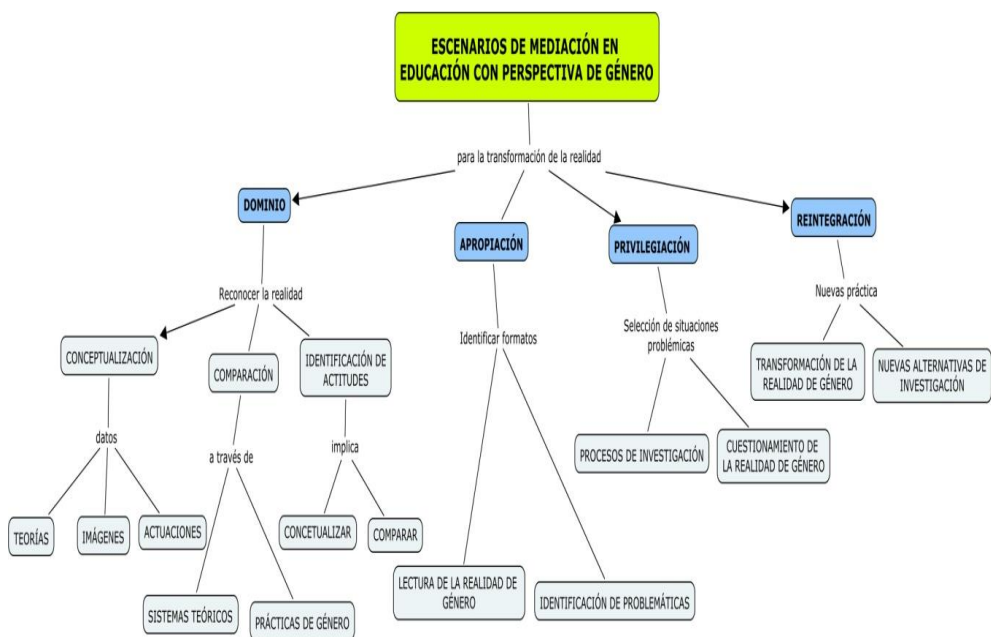 ESCENARIOS DE MEDIACIÓN EN
EDUCACIÓN CON PERSPECTIVA DE GÉNERO
para la transformación de la realidad
DOMINIO
APROPIACIÓN
PRIVILEGIACIÓN
REINTEGRACIÓN
Reconocer la realidad
Identificar formatos
Selección de situaciones
problémicas
Nuevas práctica
CONCEPTUALIZACIÓN
COMPARACIÓN
IDENTIFICACIÓN DE
ACTITUDES
TRANSFORMACIÓN DE LA
REALIDAD DE GÉNERO
NUEVAS ALTERNATIVAS DE
INVESTIGACIÓN
datos
a través de
implica
PROCESOS DE INVESTIGACIÓN
CUESTIONAMIENTO DE
LA REALIDAD DE GÉNERO
TEORÍAS
IMÁGENES
ACTUACIONES
CONCETUALIZAR
COMPARAR
SISTEMAS TEÓRICOS
PRÁCTICAS DE GÉNERO
LECTURA DE LA REALIDAD DE
GÉNERO
IDENTIFICACIÓN DE PROBLEMÁTICAS